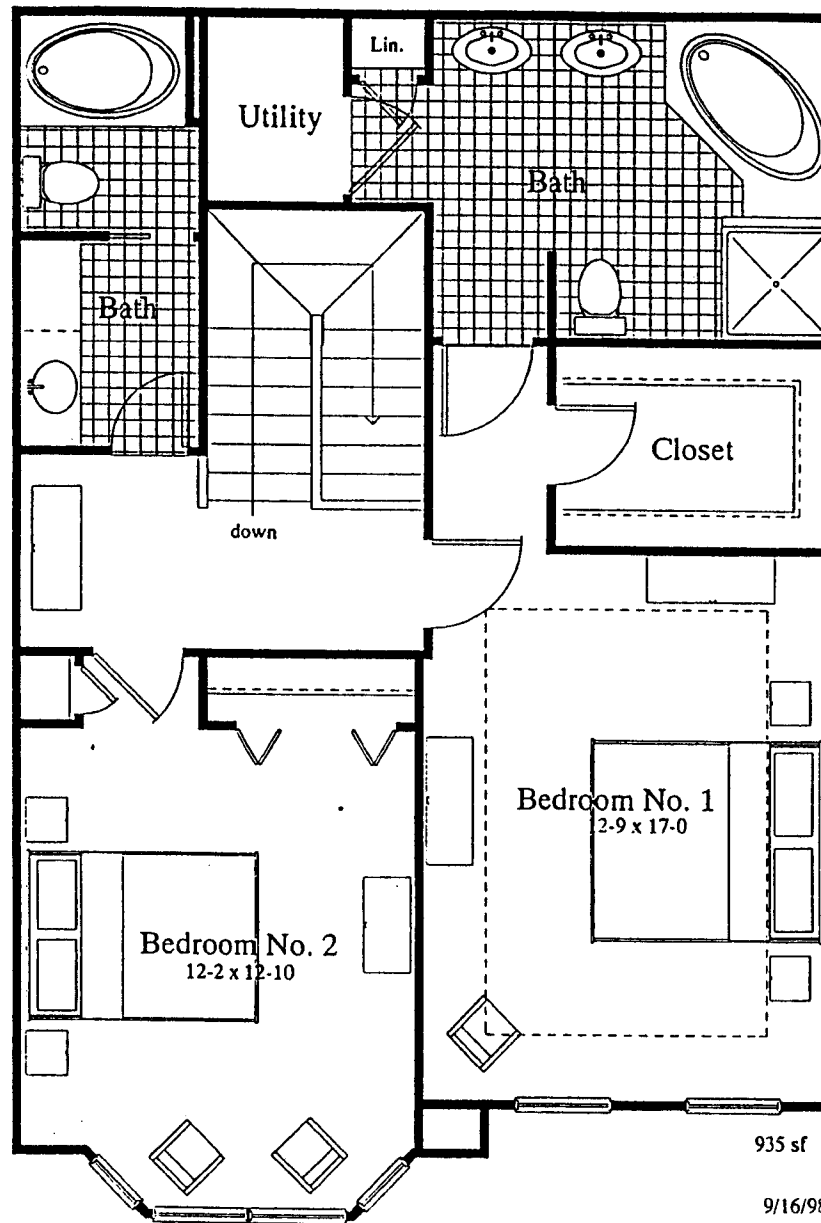 Lin.
Utility
Bath
Bath
Closet
down
Bedroom No. 1
12-9 x 17-0
Bedroom No. 2
12-2 x 12-10
935 sf
9/16/98